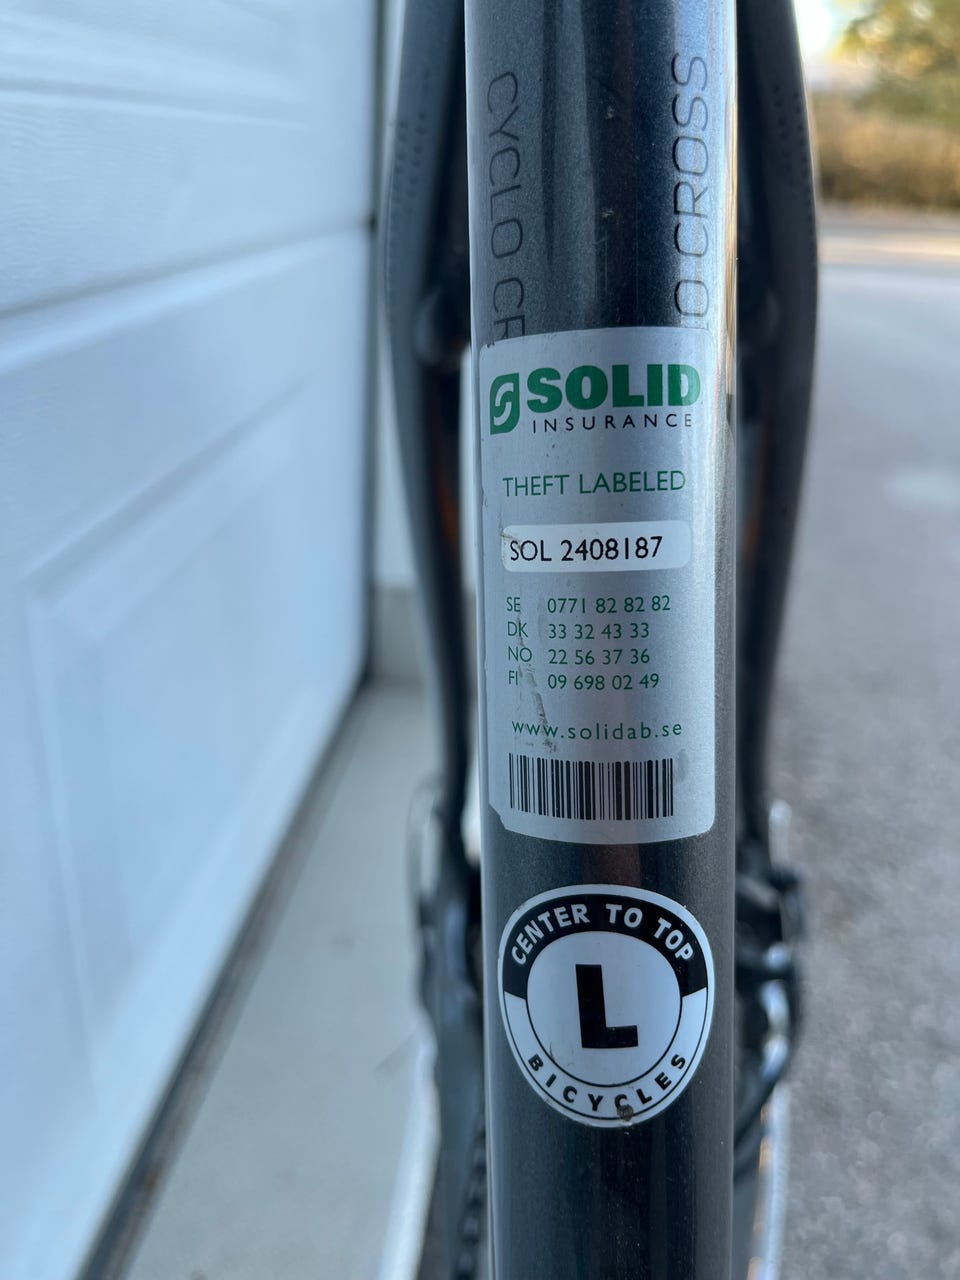 CYCLO CR
O CROSS
SOLID
INSURANCE
THEFT LABELED
SOL 2408187
SE 0771 82 82 82
DK 33 32 43 33
NO 22 56 37 36
FI 09 698 02 49
www.solidab.se
CENTER TO TOP
L
BICYCLES